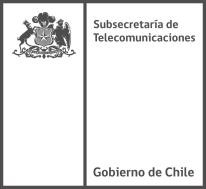 Subsecretaría de
Telecomunicaciones
Gobierno de Chile